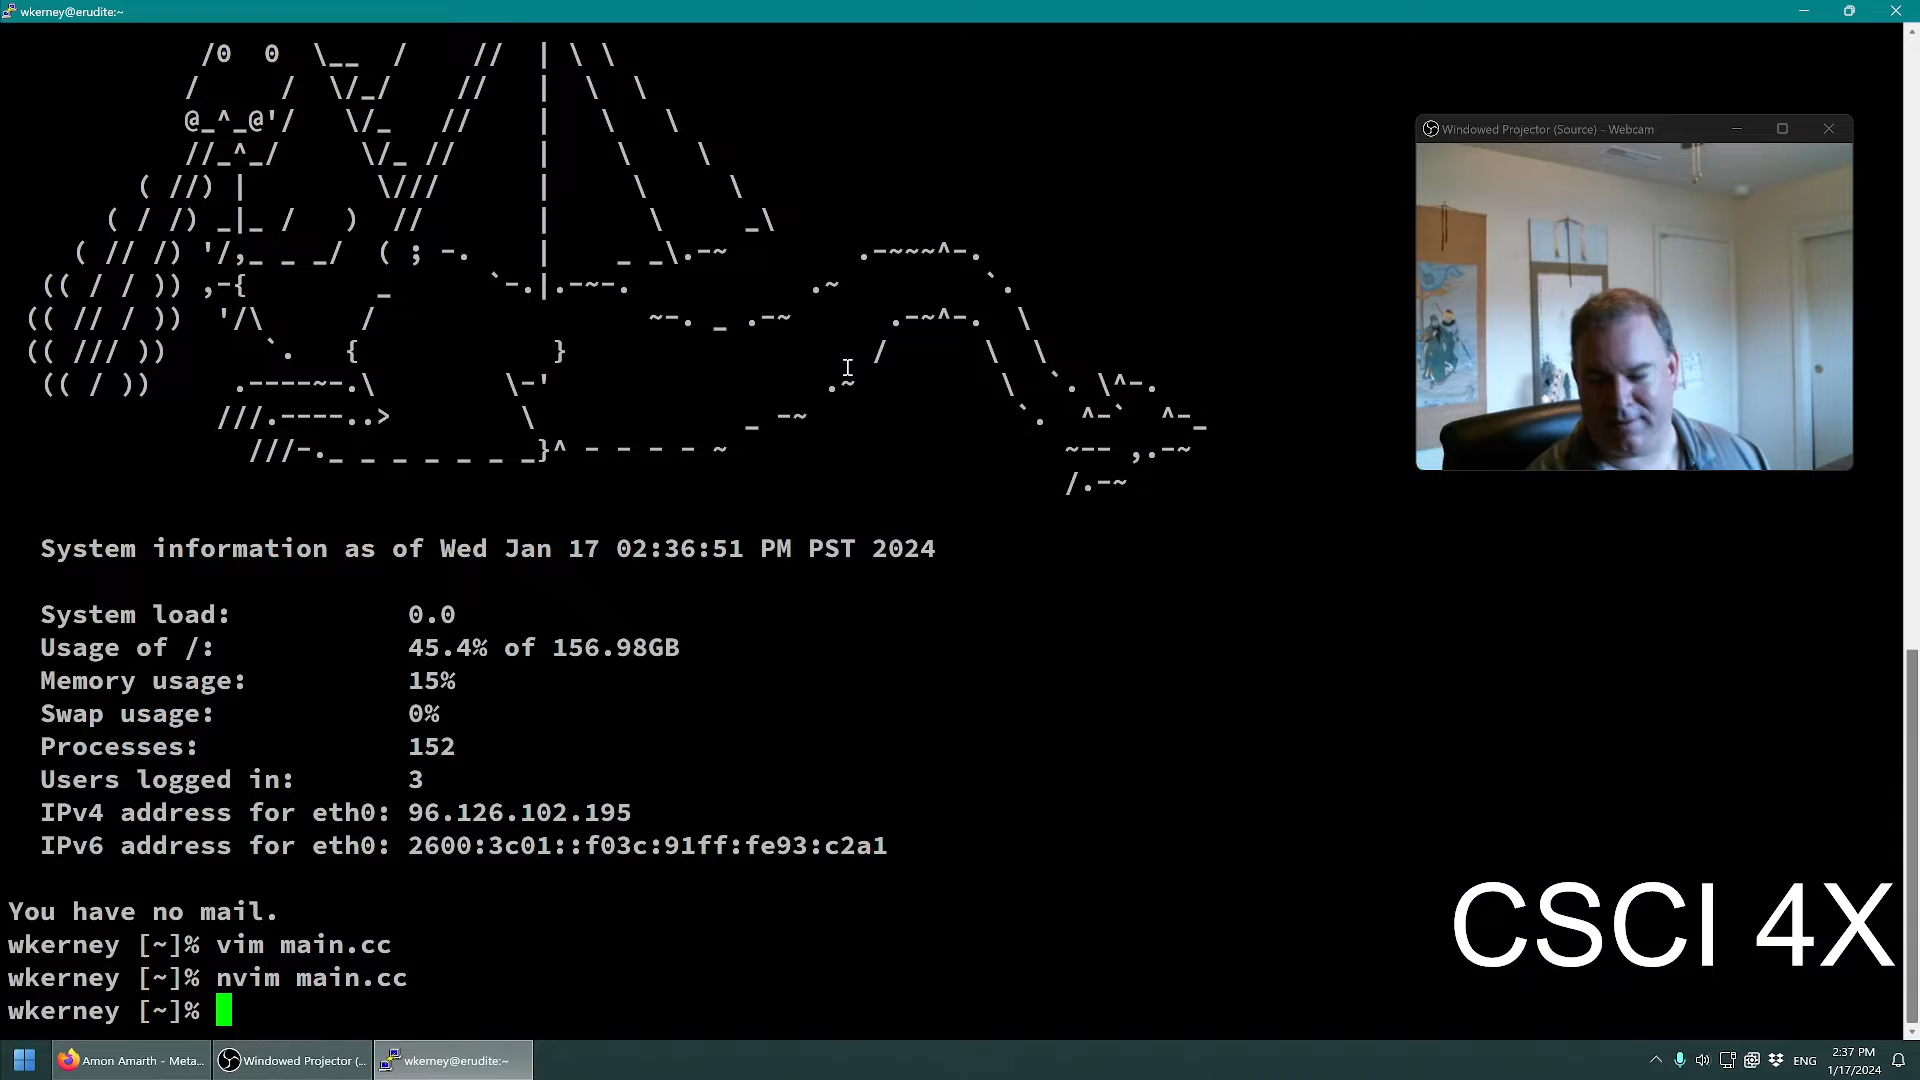 wkerney@erudite:~
Windowed Projector (Source) - Webcam
         /0  0  \__  /    //  | \ \
        /     /  \/_/    //   |  \  \
        @_^_@'/   \/_   //    |   \   \
        //_^_/     \/_ //     |    \    \
     ( //) |        \///      |     \     \
   ( / /) _|_ /   )  //       |      \     _\
 ( // /) '/,_ _ _/  ( ; -.    |    _ _\.-~        .-~~~^-.
(( / / )) ,-{        _      `-.|.-~-.           .~         `.
(( // / ))  '/\      /                 ~-. _ .-~      .-~^-.  \
(( /// ))      `.   {            }                   /      \  \
(( / ))     .----~-.\        \-'                 .~         \  `. \^-.
///.----..>        \             _ -~             `.  ^-`  ^-_
///-._ _ _ _ _ _ _}^ - - - - ~                     ~-- ,.-~
/.-~
System information as of Wed Jan 17 02:36:51 PM PST 2024
System load: 0.0
Usage of /: 45.4% of 156.98GB
Memory usage: 15%
Swap usage: 0%
Processes: 152
Users logged in: 3
IPv4 address for eth0: 96.126.102.195
IPv6 address for eth0: 2600:3c01::f03c:91ff:fe93:c2a1
You have no mail.
wkerney [~]% vim main.cc
wkerney [~]% nvim main.cc
wkerney [~]%
CSCI 4X
Amon Amarth - Meta...
Windowed Projector (...
wkerney@erudite:~
ENG
2:37 PM
1/17/2024